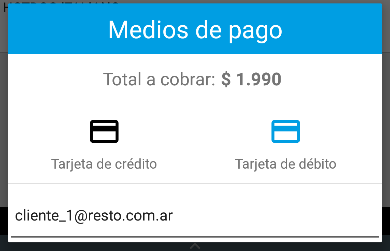 Medios de pago
Total a cobrar: $ 1.990
Tarjeta de crédito
Tarjeta de débito
cliente_1@resto.com.ar